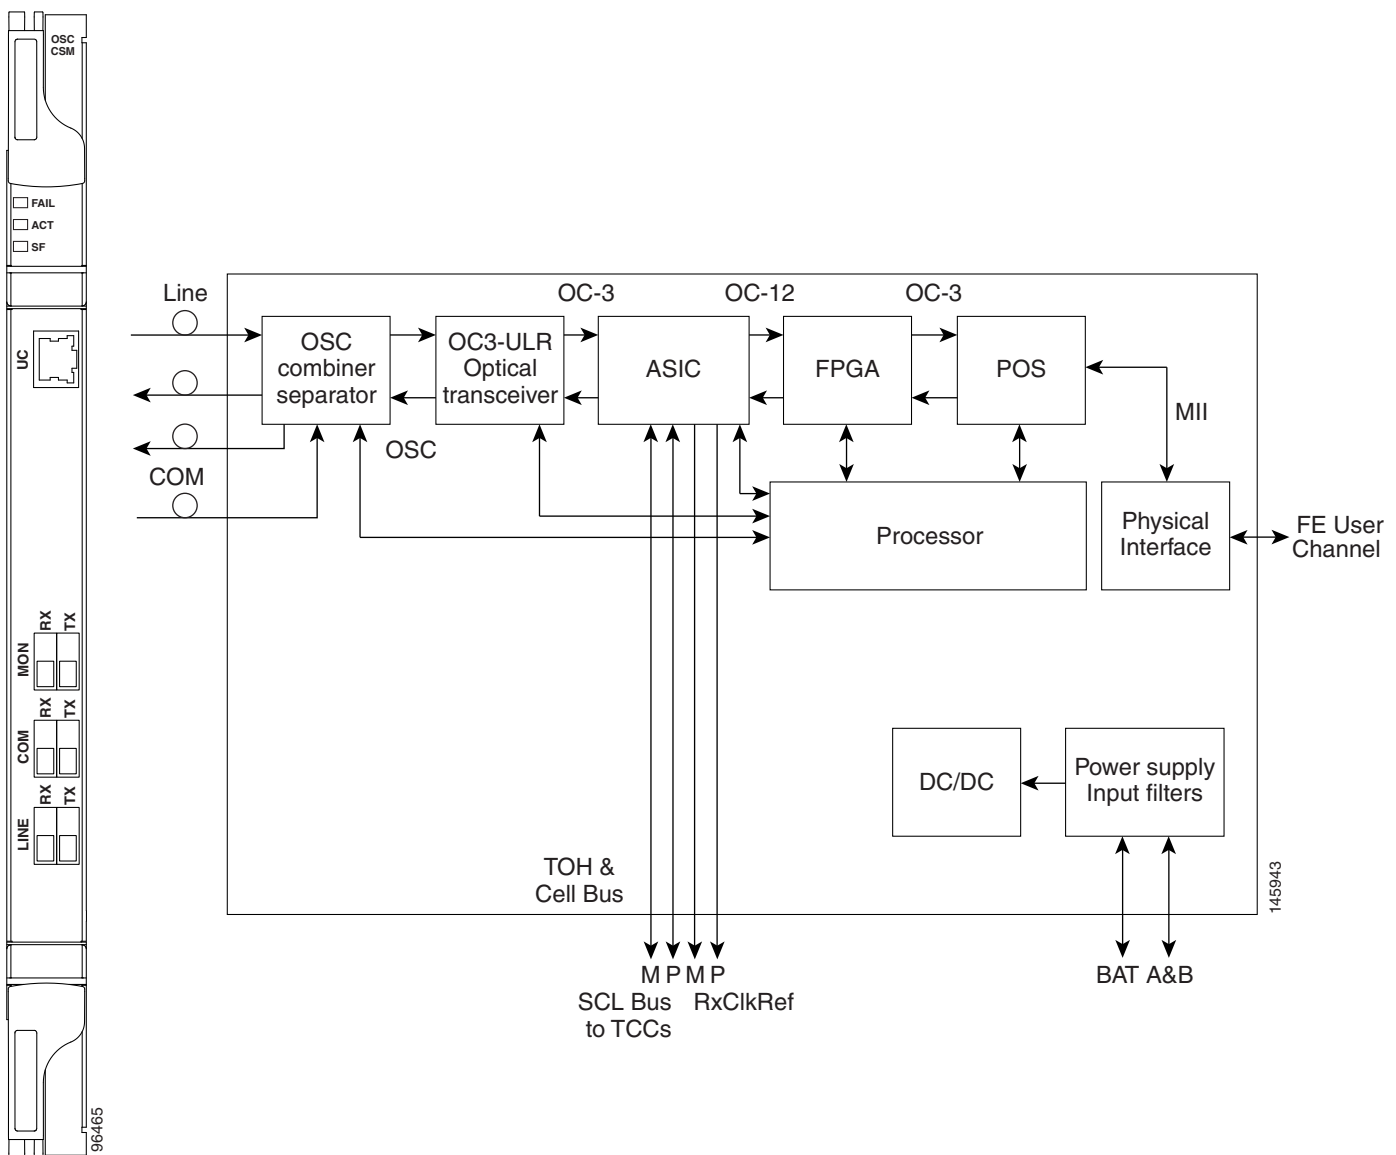 OSC
CSM
FAIL
ACT
SF
UC
RX
TX
MON
RX
TX
COM
RX
TX
LINE
96465
Line
COM
OC-3
OC-12
OC-3
OSC
combiner
separator
OC3-ULR
Optical
transceiver
ASIC
FPGA
POS
OSC
MII
Processor
Physical
Interface
FE User
Channel
DC/DC
Power supply
Input filters
TOH &
Cell Bus
M P M P
SCL Bus
to TCCs
RxClkRef
BAT A&B
145943